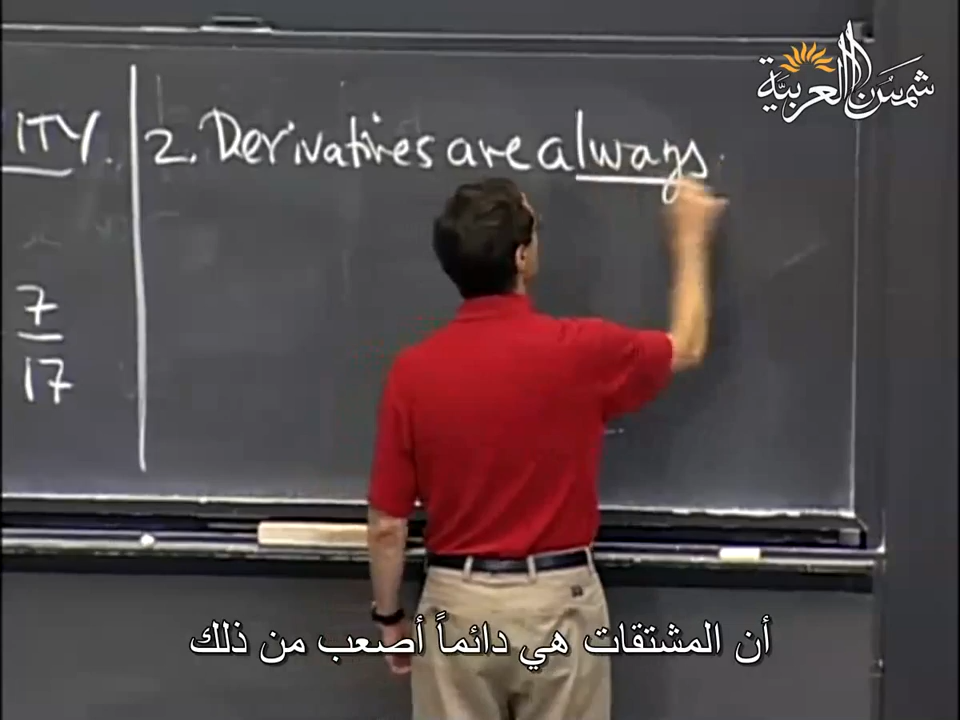 شمس العربية
ITY.
7
17
2. Derivatives are always
أن المشتقات هي دائماً أصعب من ذلك